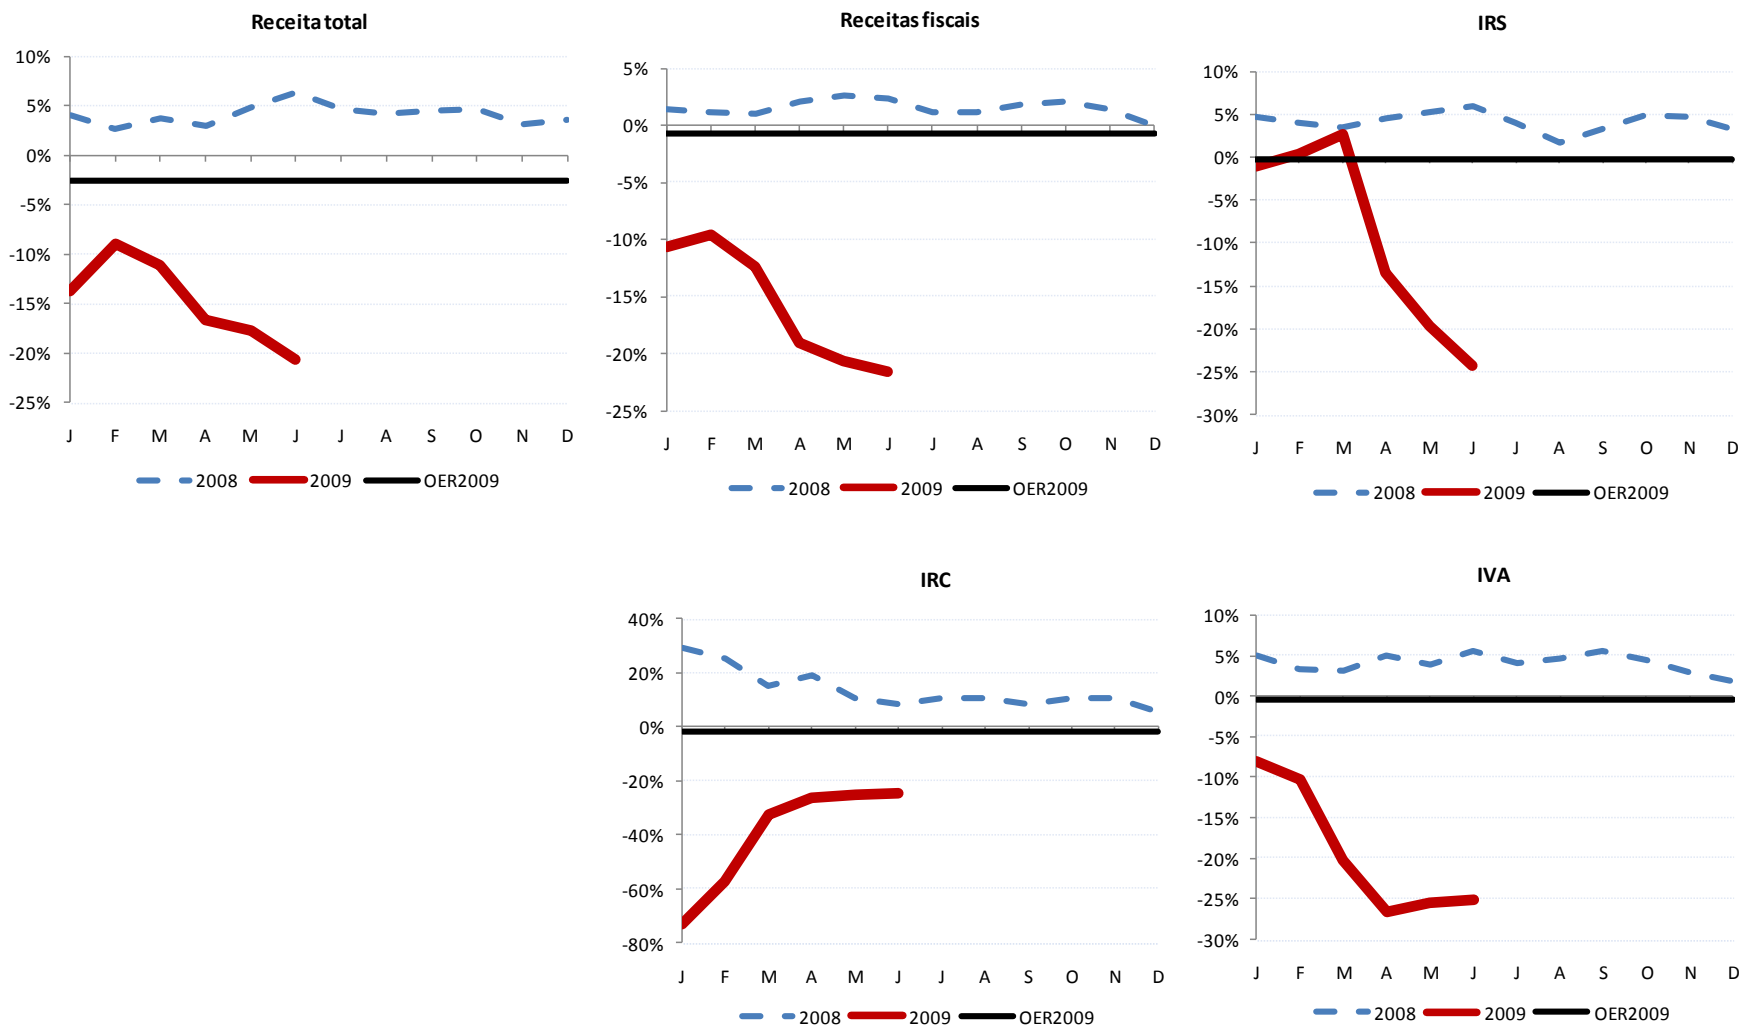 Receita total
10%
5%
0%
-5%
-10%
-15%
-20%
-25%
J F M A M J J A S O N D
2008 2009 OER2009
Receitas fiscais
5%
0%
-5%
-10%
-15%
-20%
-25%
J F M A M J J A S O N D
2008 2009 OER2009
IRS
10%
5%
0%
-5%
-10%
-15%
-20%
-25%
-30%
J F M A M J J A S O N D
2008 2009 OER2009
IRC
40%
20%
0%
-20%
-40%
-60%
-80%
J F M A M J J A S O N D
2008 2009 OER2009
IVA
10%
5%
0%
-5%
-10%
-15%
-20%
-25%
-30%
J F M A M J J A S O N D
2008 2009 OER2009